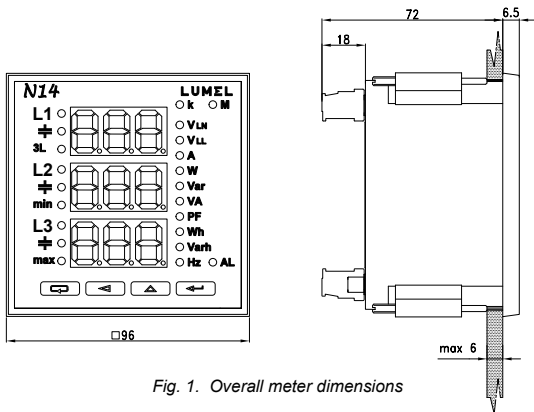 72
6.5
18
N14
LUMEL
k M
L1
VLN
VLL
3L
A
W
L2
Var
min
VA
PF
L3
Wh
Varh
max
Hz AL
□96
max 6
Fig. 1. Overall meter dimensions